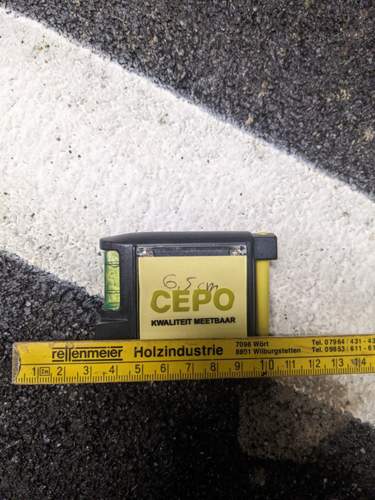 6,5 cm
CEPO
KWALITEIT MEETBAAR
rettenmeier Holzindustrie
7098 Wört
8801 Wilburgstetten
Tel. 07964/431-43
Tel. 09853/611-61
1 2m 2 3 4 5 6 7 8 9 10 11 12 13 14